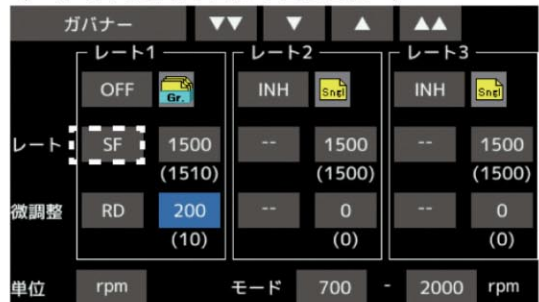 ガバナー ▼▼ ▼ ▲ ▲▲
レート1 レート2 レート3
OFF Gr. INH Sngl INH Sngl
レート SF 1500 -- 1500 -- 1500
(1510) (1500) (1500)
微調整 RD 200 -- 0 -- 0
(10) (0) (0)
単位 rpm モード 700 - 2000 rpm